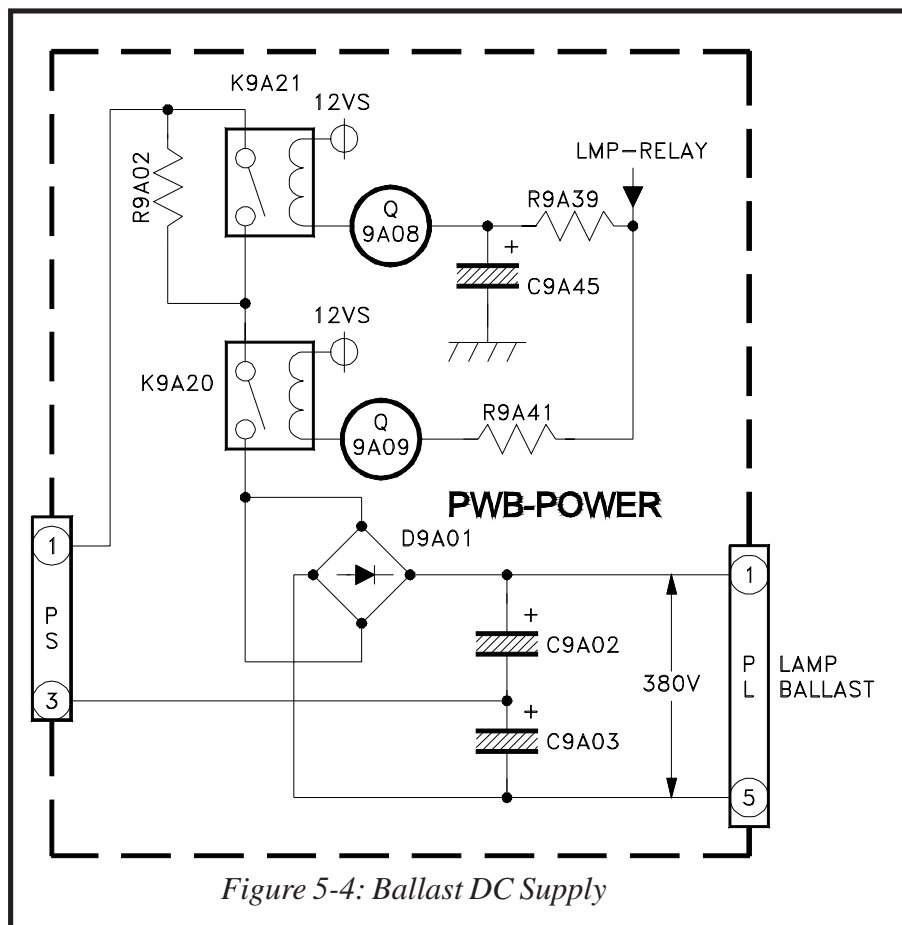 K9A21
12VS
LMP-RELAY
R9A02
R9A39
Q
9A08
+
C9A45
12VS
K9A20
R9A41
Q
9A09
PWB-POWER
D9A01
1
1
P
S
+
C9A02
P
L
LAMP
BALLAST
380V
3
+
C9A03
5
Figure 5-4: Ballast DC Supply